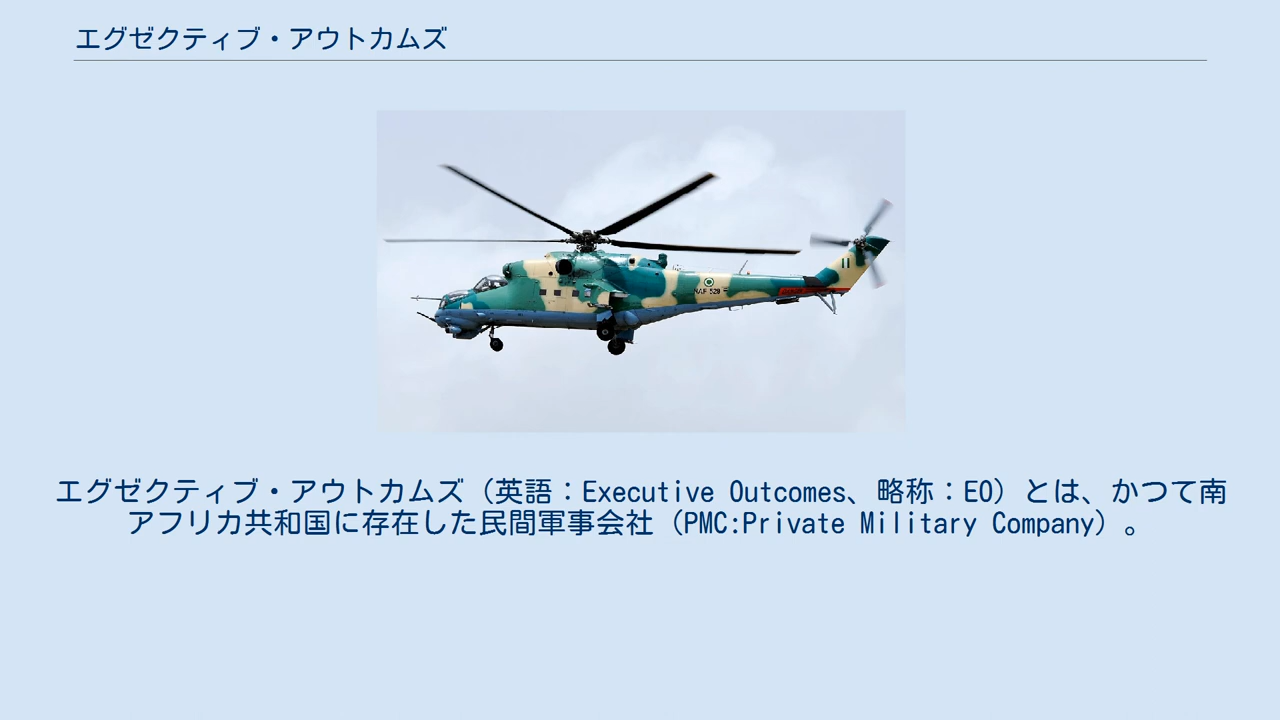 エグゼクティブ・アウトカムズ
NAF 528
エグゼクティブ・アウトカムズ（英語：Executive Outcomes、略称：EO）とは、かつて南
アフリカ共和国に存在した民間軍事会社（PMC:Private Military Company）。